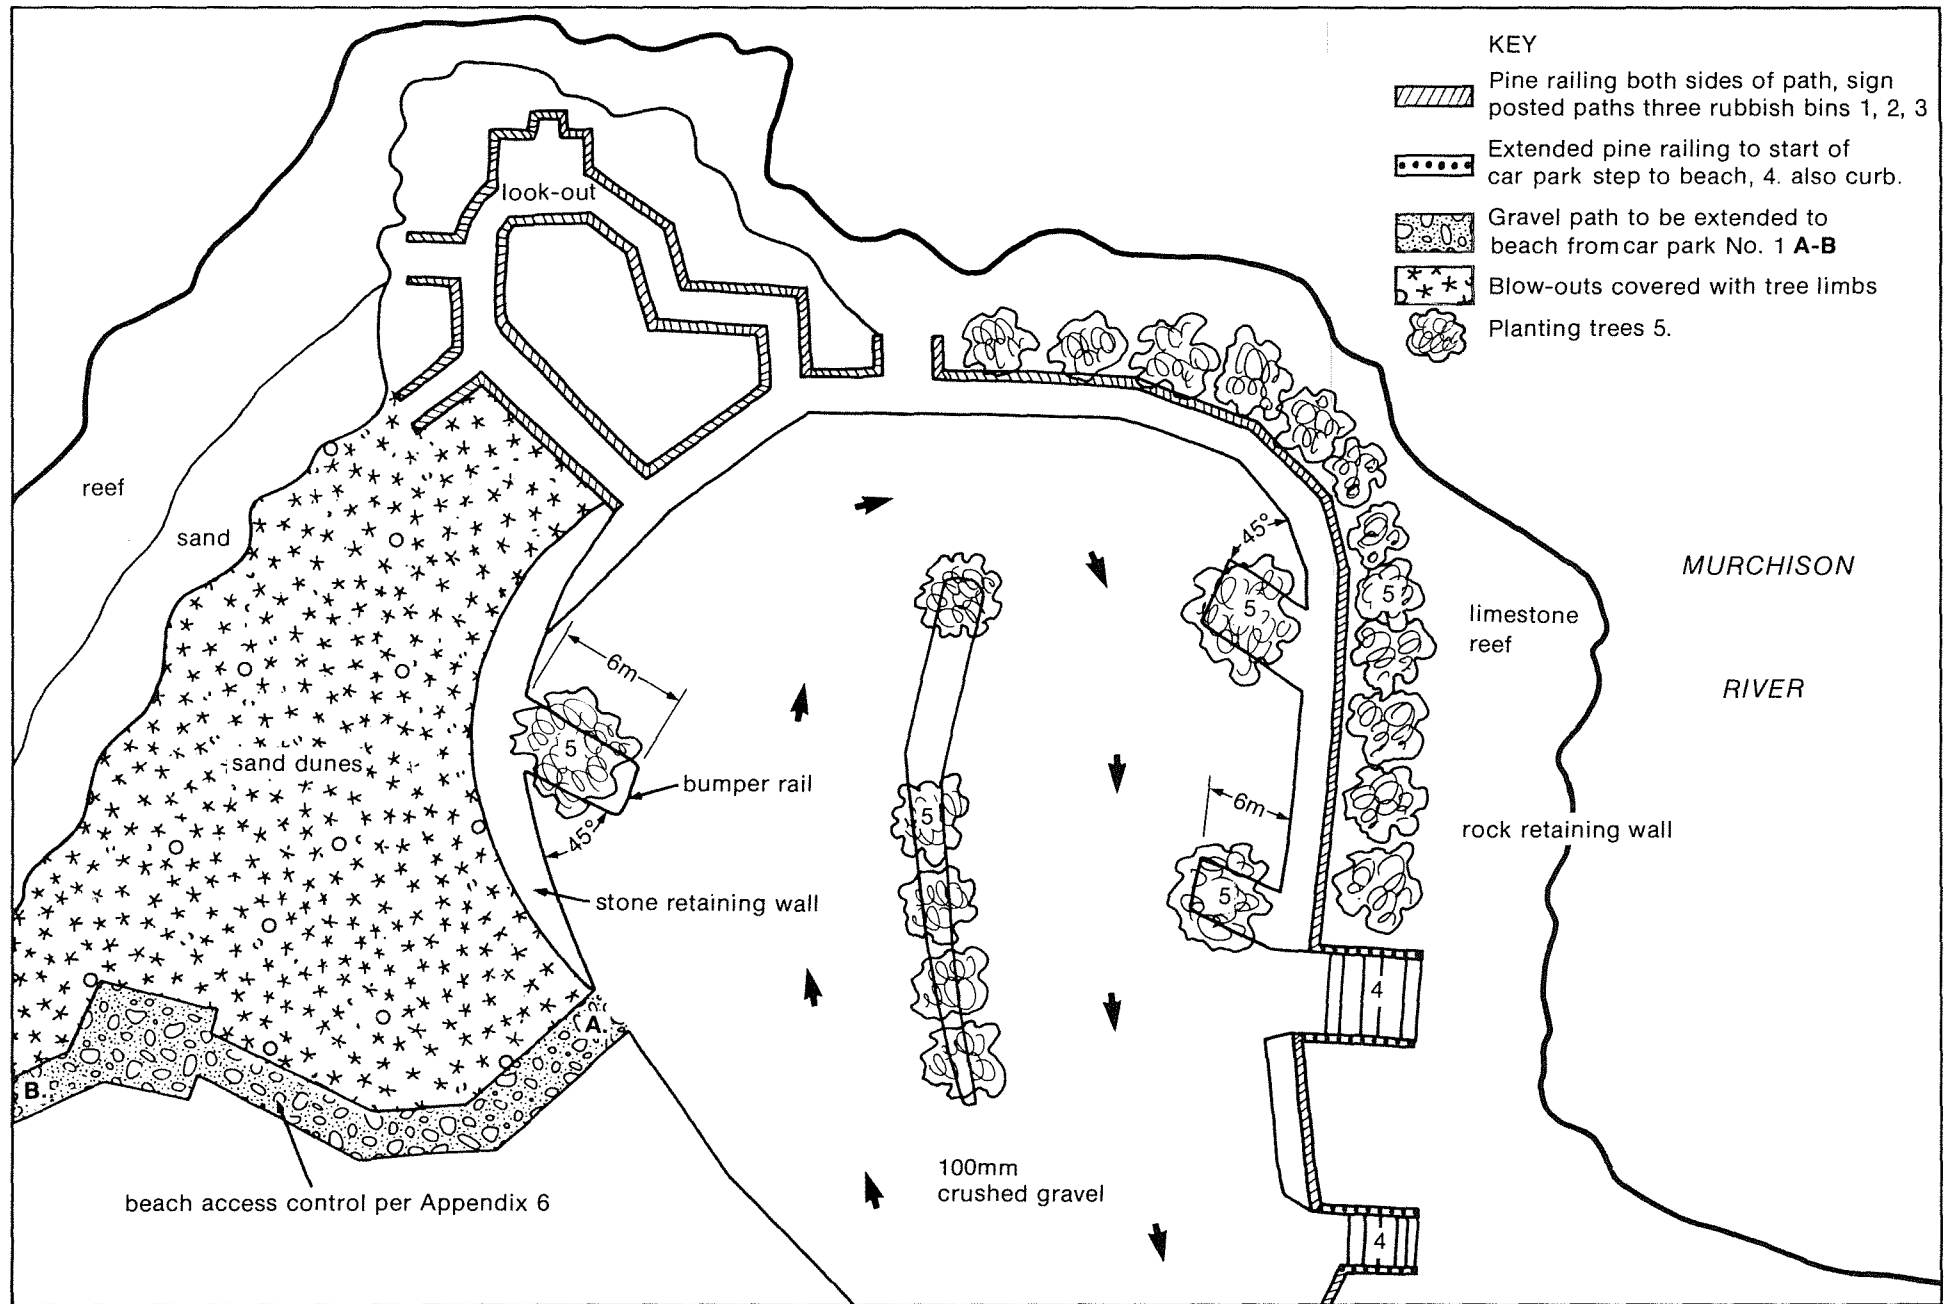 KEY
Pine railing both sides of path, sign
posted paths three rubbish bins 1, 2, 3
Extended pine railing to start of
car park step to beach, 4. also curb.
Gravel path to be extended to
beach from car park No. 1 A-B
Blow-outs covered with tree limbs
Planting trees 5.
look-out
reef
sand
45°
MURCHISON
5
5
limestone
reef
6m
RIVER
5
sand dunes
bumper rail
6m
5
rock retaining wall
45°
stone retaining wall
5
4
A.
B.
100mm
crushed gravel
beach access control per Appendix 6
4